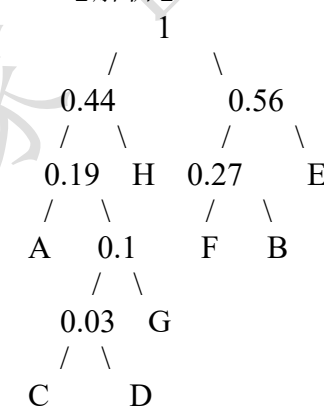 1
/ \
0.44 0.56
/ \ / \
0.19 H 0.27 E
/ \ / \
A 0.1 F B
/ \
0.03 G
/ \
C D